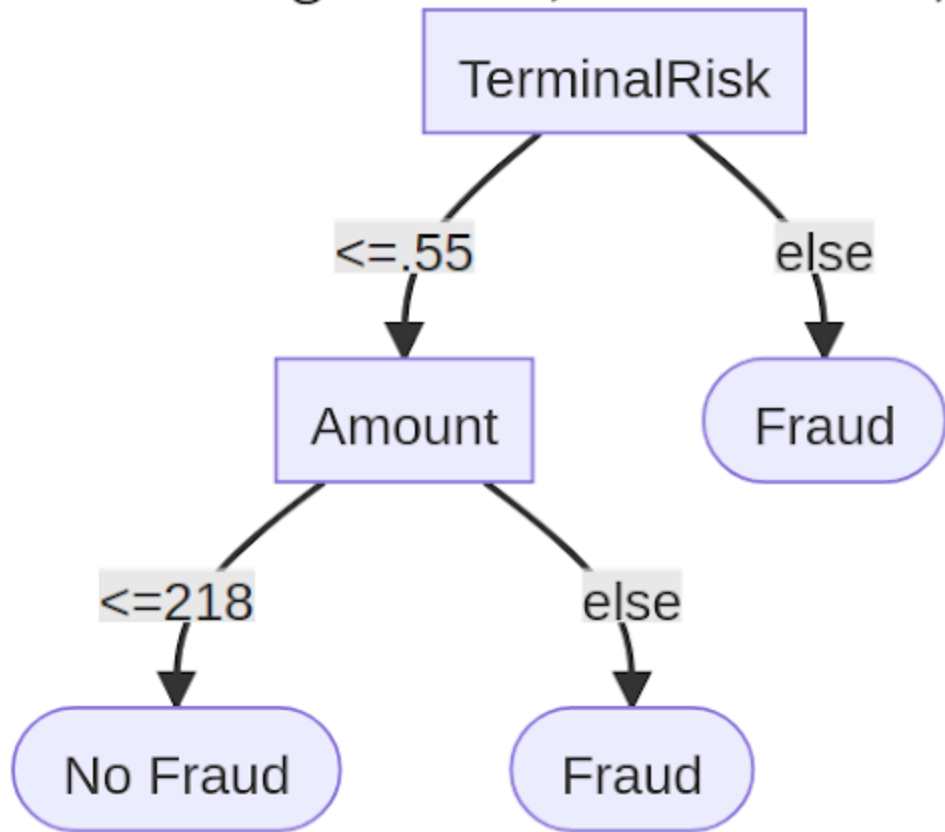 TerminalRisk
<=.55
else
Amount
Fraud
<=218
else
No Fraud
Fraud